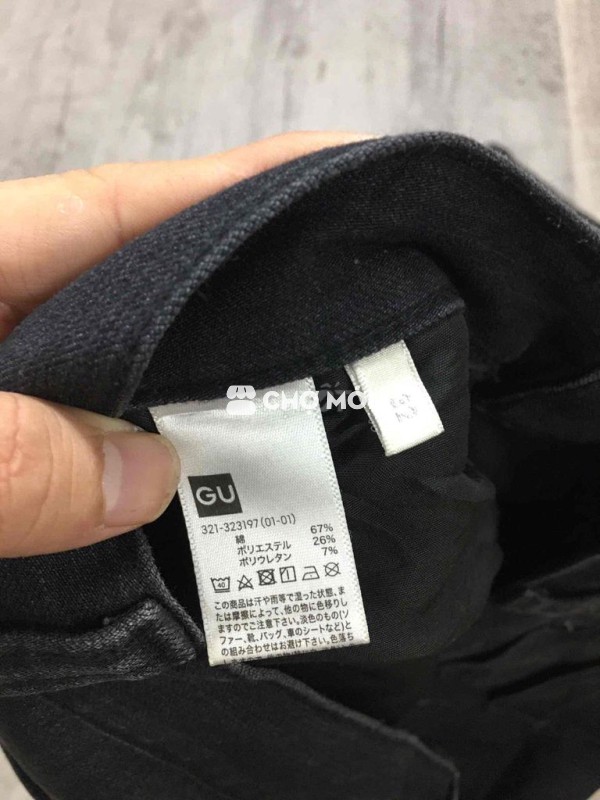 CHỢ MỚ
GU
321-323197(01-01)
綿 67%
ポリエステル 26%
ポリウレタン 7%
40
この商品は汗や雨等で湿った状態、ま
たは摩擦によって、他の物に色移りし
ますのでご注意下さい。淡色のもの(ソ
ファー、靴、バッグ、車のシートなど)と
の組み合わせはお避け下さい。色落ち